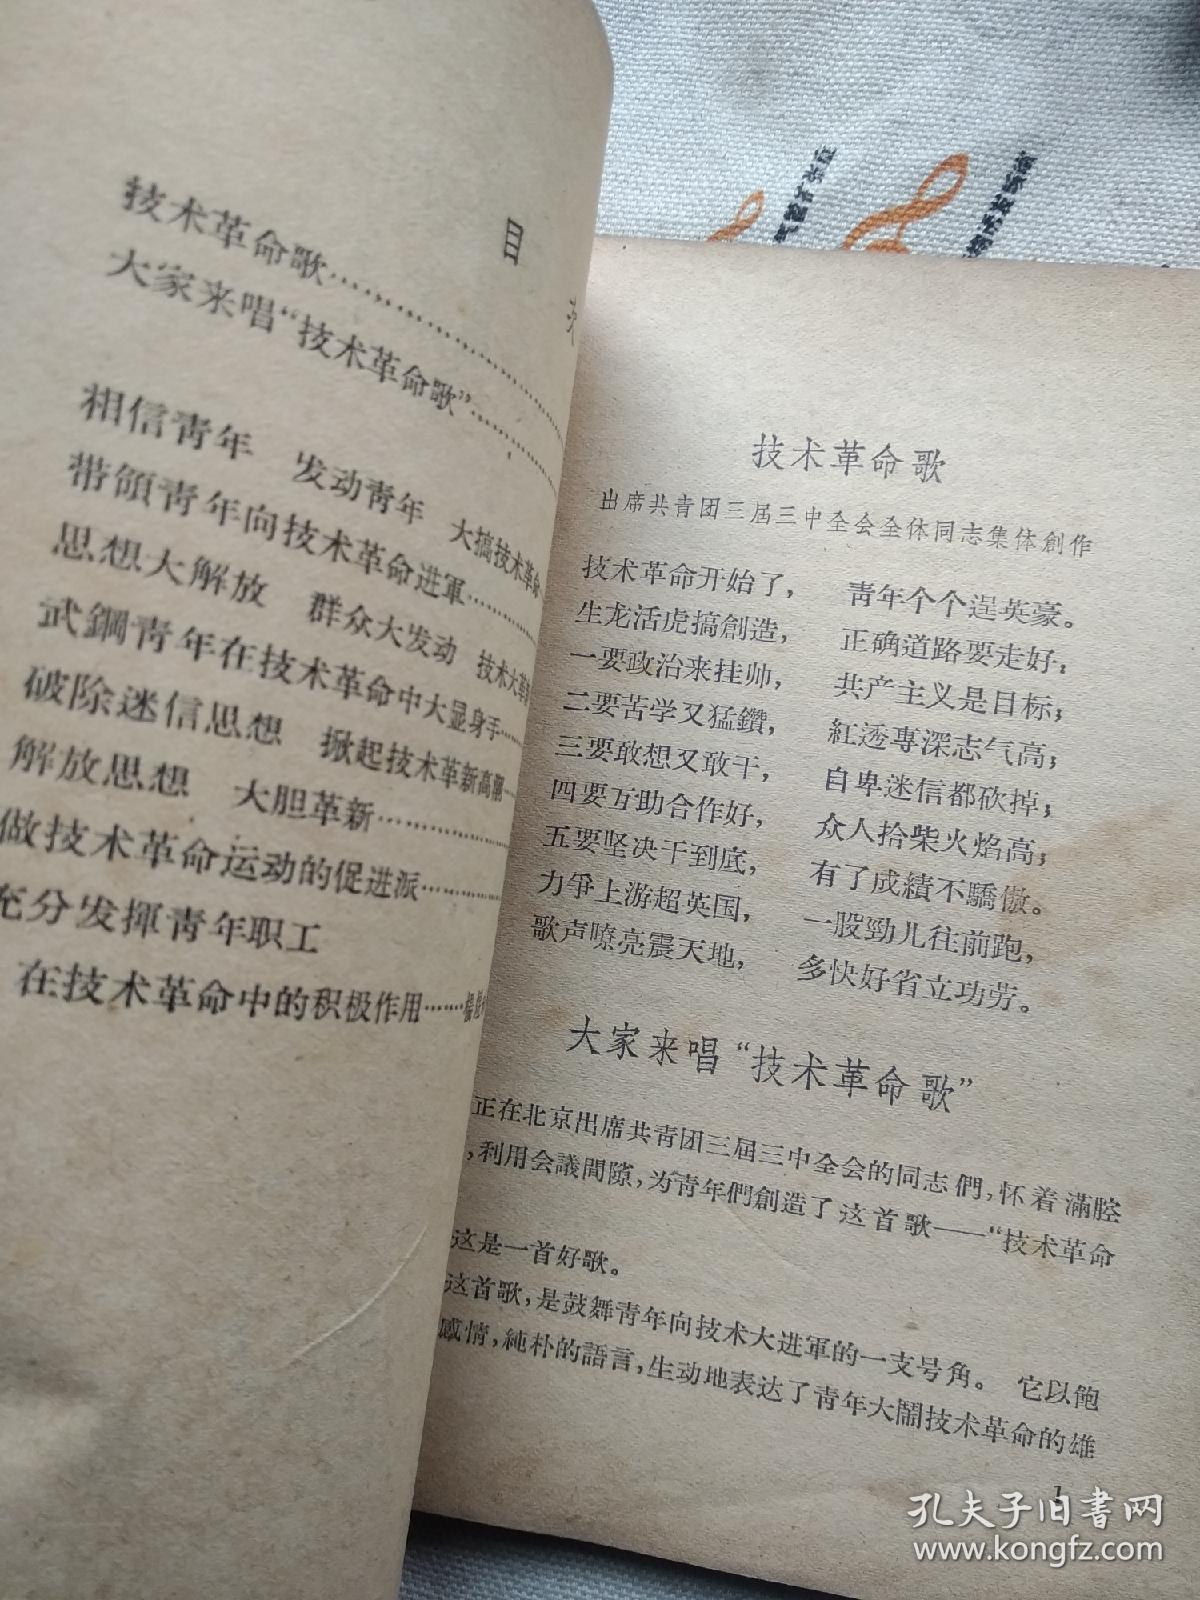 目
技术革命歌
大家来唱“技术革命歌”
相信靑年 发动靑年 大搞技术革命
带領靑年向技术革命进軍
思想大解放 群众大发动 技术大革
武鋼靑年在技术革命中大显身手
破除迷信思想 掀起技术革新高潮
解放思想 大胆革新
做技术革命运动的促进派
充分发揮靑年职工
在技术革命中的积极作用
技术革命歌
出席共青团三届三中全会全体同志集体創作
技术革命开始了， 靑年个个逞英豪。
生龙活虎搞創造， 正确道路要走好：
一要政治来挂帅， 共产主义是目标；
二要苦学又猛鑽， 紅透專深志气高；
三要敢想又敢干， 自卑迷信都砍掉；
四要互助合作好， 众人拾柴火焰高；
五要坚决干到底， 有了成績不驕傲。
力爭上游超英国， 一股勁儿往前跑，
歌声嘹亮震天地， 多快好省立功劳。
大家来唱“技术革命歌”
正在北京出席共青团三屆三中全会的同志們，怀着滿腔
，利用会議間隙，为靑年們創造了这首歌——“技术革命
这是一首好歌。
这首歌，是鼓舞靑年向技术大进軍的一支号角。它以飽
感情，純朴的語言，生动地表达了靑年大鬧技术革命的雄
1
孔夫子旧书网
www.kongfz.com